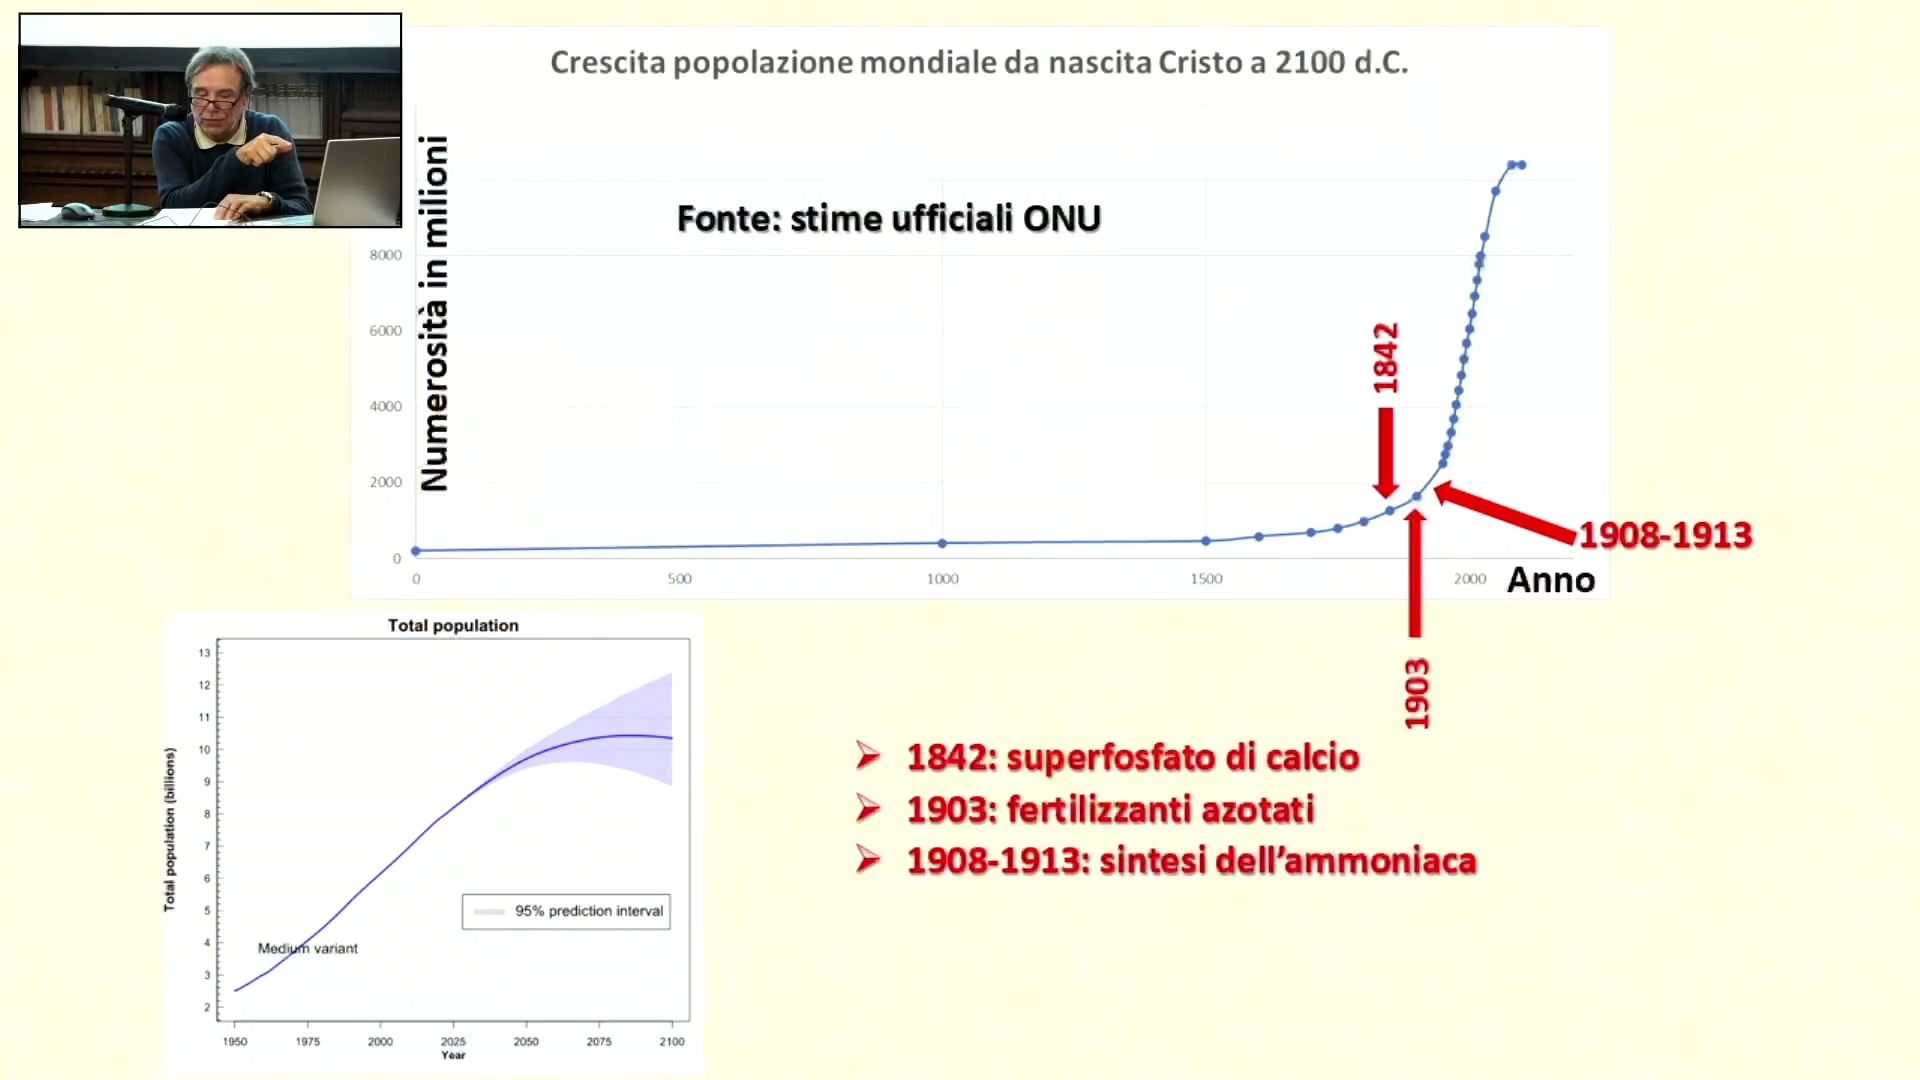 Crescita popolazione mondiale da nascita Cristo a 2100 d.C.
Numerosità in milioni
Fonte: stime ufficiali ONU
8000
6000
4000
2000
0
0 500 1000 1500 2000
Anno
1842
1908-1913
1903
Total population
Total population (billions)
13
12
11
10
9
8
7
6
5
4
3
2
95% prediction interval
Medium variant
1950 1975 2000 2025 2050 2075 2100
Year
1842: superfosfato di calcio
1903: fertilizzanti azotati
1908-1913: sintesi dell’ammoniaca